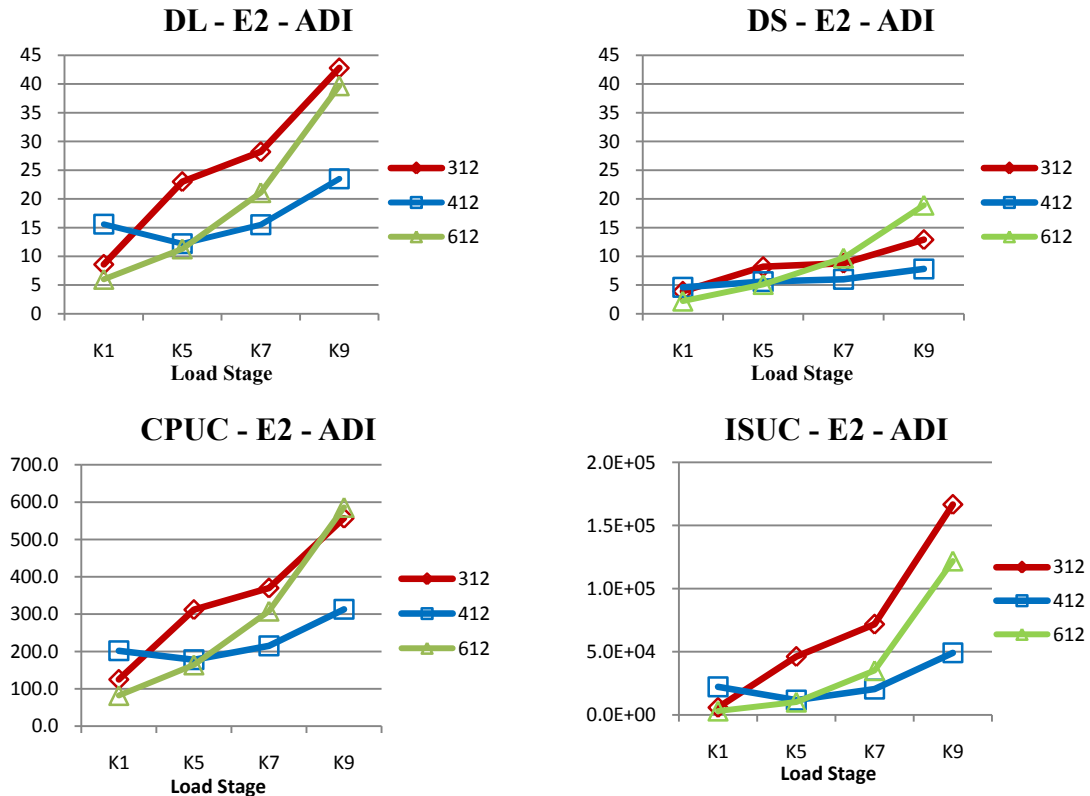 DL - E2 - ADI
45
40
35
30
25
20
15
10
5
0
K1 K5 K7 K9
Load Stage
312
412
612
DS - E2 - ADI
45
40
35
30
25
20
15
10
5
0
K1 K5 K7 K9
Load Stage
312
412
612
CPUC - E2 - ADI
700.0
600.0
500.0
400.0
300.0
200.0
100.0
0.0
K1 K5 K7 K9
Load Stage
312
412
612
ISUC - E2 - ADI
2.0E+05
1.5E+05
1.0E+05
5.0E+04
0.0E+00
K1 K5 K7 K9
Load Stage
312
412
612